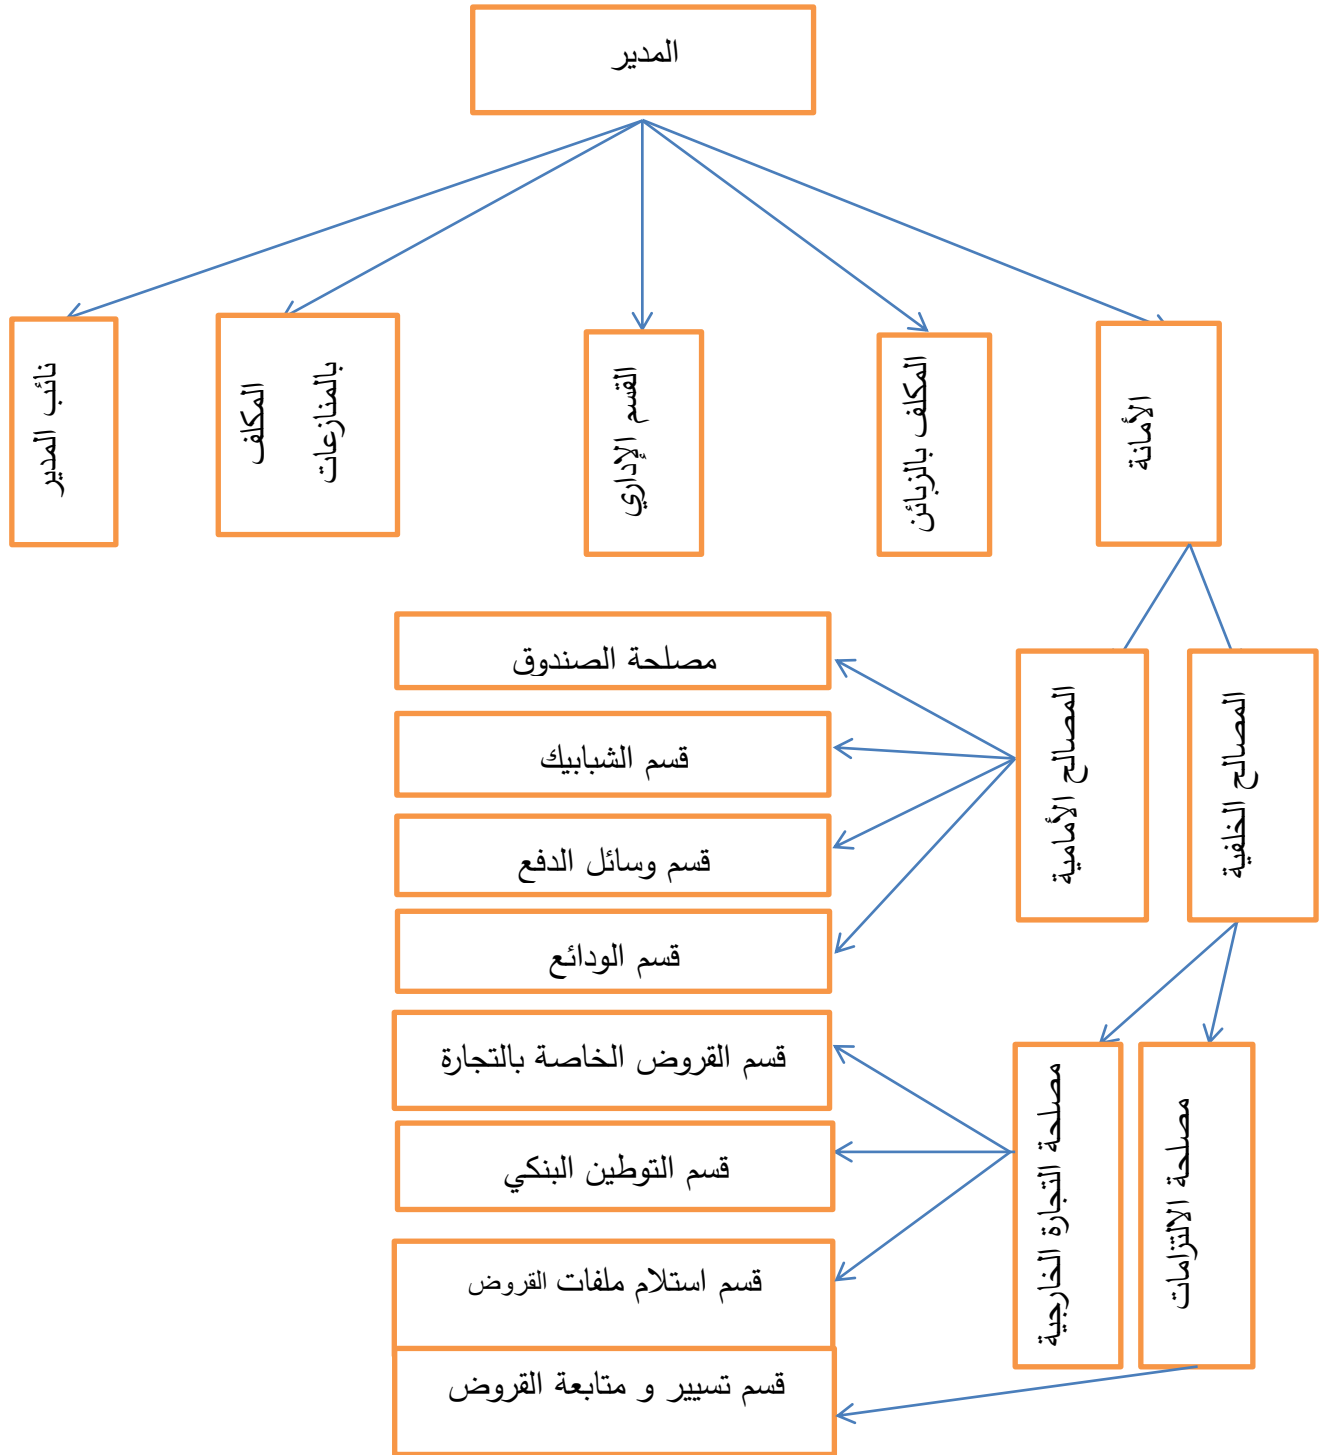 المدير
الأمانة
المكلف بالزبائن
القسم الإداري
المكلف
بالمنازعات
نائب المدير
المصالح الخلفية
المصالح الأمامية
مصلحة الصندوق
قسم الشبابيك
قسم وسائل الدفع
قسم الودائع
مصلحة الالتزامات
مصلحة التجارة الخارجية
قسم القروض الخاصة بالتجارة
قسم التوطين البنكي
قسم استلام ملفات القروض
قسم تسيير و متابعة القروض